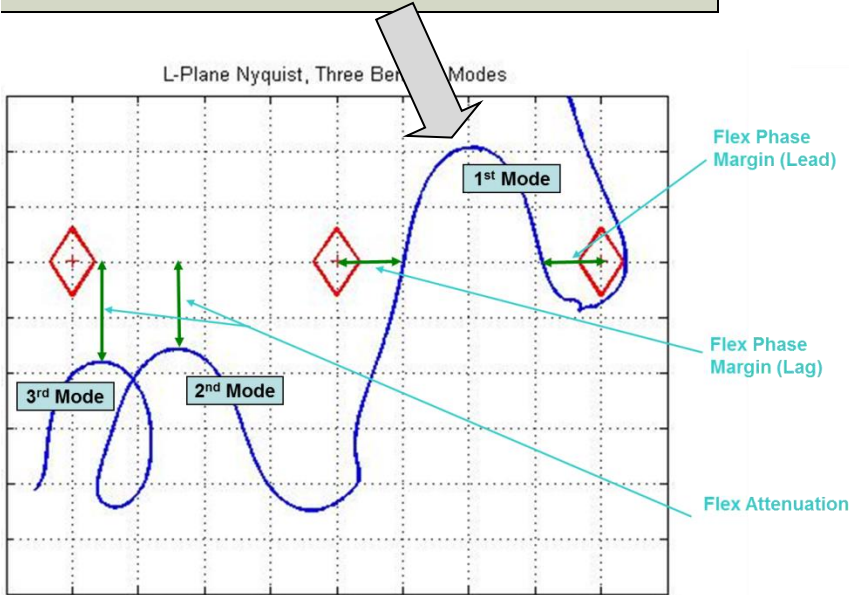 L-Plane Nyquist, Three Modes
Flex Phase
Margin (Lead)
1st Mode
Flex Phase
Margin (Lag)
3rd Mode
2nd Mode
Flex Attenuation